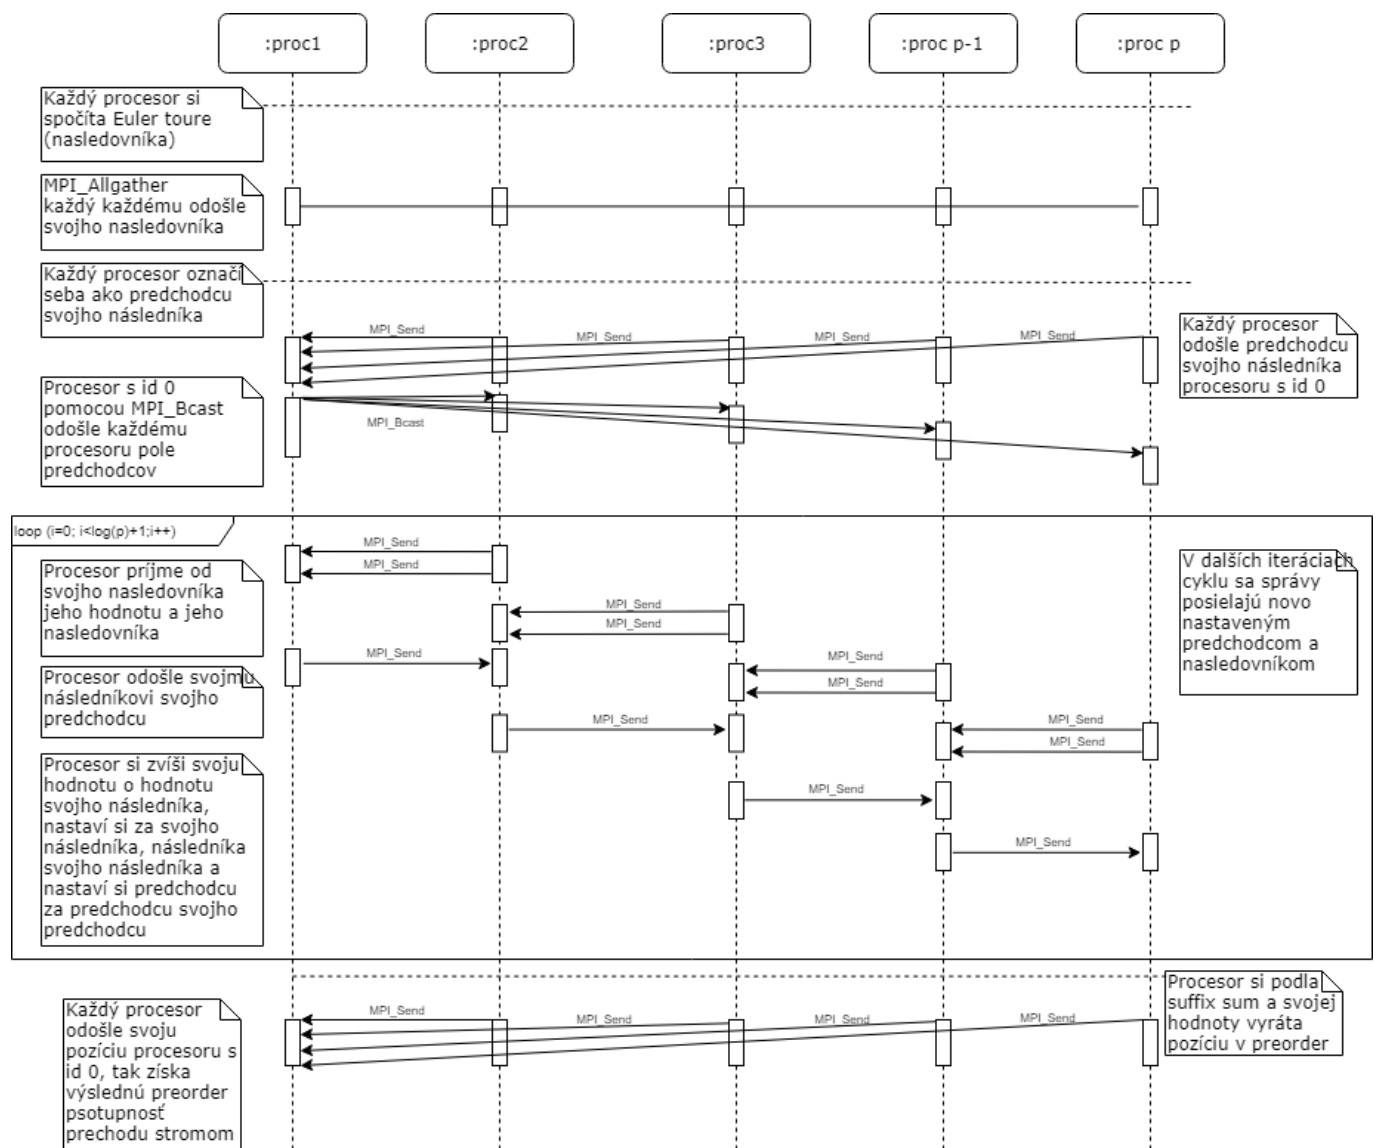 :proc1
:proc2
:proc3
:proc p-1
:proc p
Každý procesor si
spočíta Euler toure
(nasledovníka)
MPI_Allgather
každý každému odošle
svojho nasledovníka
Každý procesor označí
seba ako predchodcu
svojho následníka
MPI_Send
MPI_Send
MPI_Send
MPI_Send
Každý procesor
odošle predchodcu
svojho následníka
procesoru s id 0
Procesor s id 0
pomocou MPI_Bcast
odošle každému
procesoru pole
predchodcov
MPI_Bcast
loop (i=0; i<log(p)+1;i++)
MPI_Send
MPI_Send
Procesor príjme od
svojho nasledovníka
jeho hodnotu a jeho
nasledovníka
V dalších iteráciach
cyklu sa správy
posielajú novo
nastaveným
predchodcom a
nasledovníkom
MPI_Send
MPI_Send
MPI_Send
MPI_Send
MPI_Send
Procesor odošle svojmu
následníkovi svojho
predchodcu
MPI_Send
MPI_Send
MPI_Send
Procesor si zvíši svoju
hodnotu o hodnotu
svojho následníka,
nastaví si za svojho
následníka, následníka
svojho následníka a
nastaví si predchodcu
za predchodcu svojho
predchodcu
MPI_Send
MPI_Send
Procesor si podla
suffix sum a svojej
hodnoty vyráta
pozíciu v preorder
Každý procesor
odošle svoju
pozíciu procesoru s
id 0, tak získa
výslednú preorder
psotupnosť
prechodu stromom
MPI_Send
MPI_Send
MPI_Send
MPI_Send